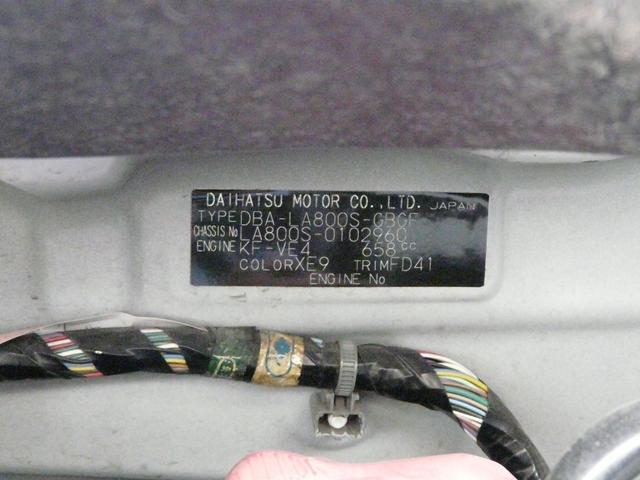 DAIHATSU MOTOR CO.,LTD. JAPAN
TYPE DBA-LA800S-GBGF
CHASSIS No LA800S-0102960
ENGINE KF-VE4 658cc
COLOR XE9 TRIM FD41
ENGINE No